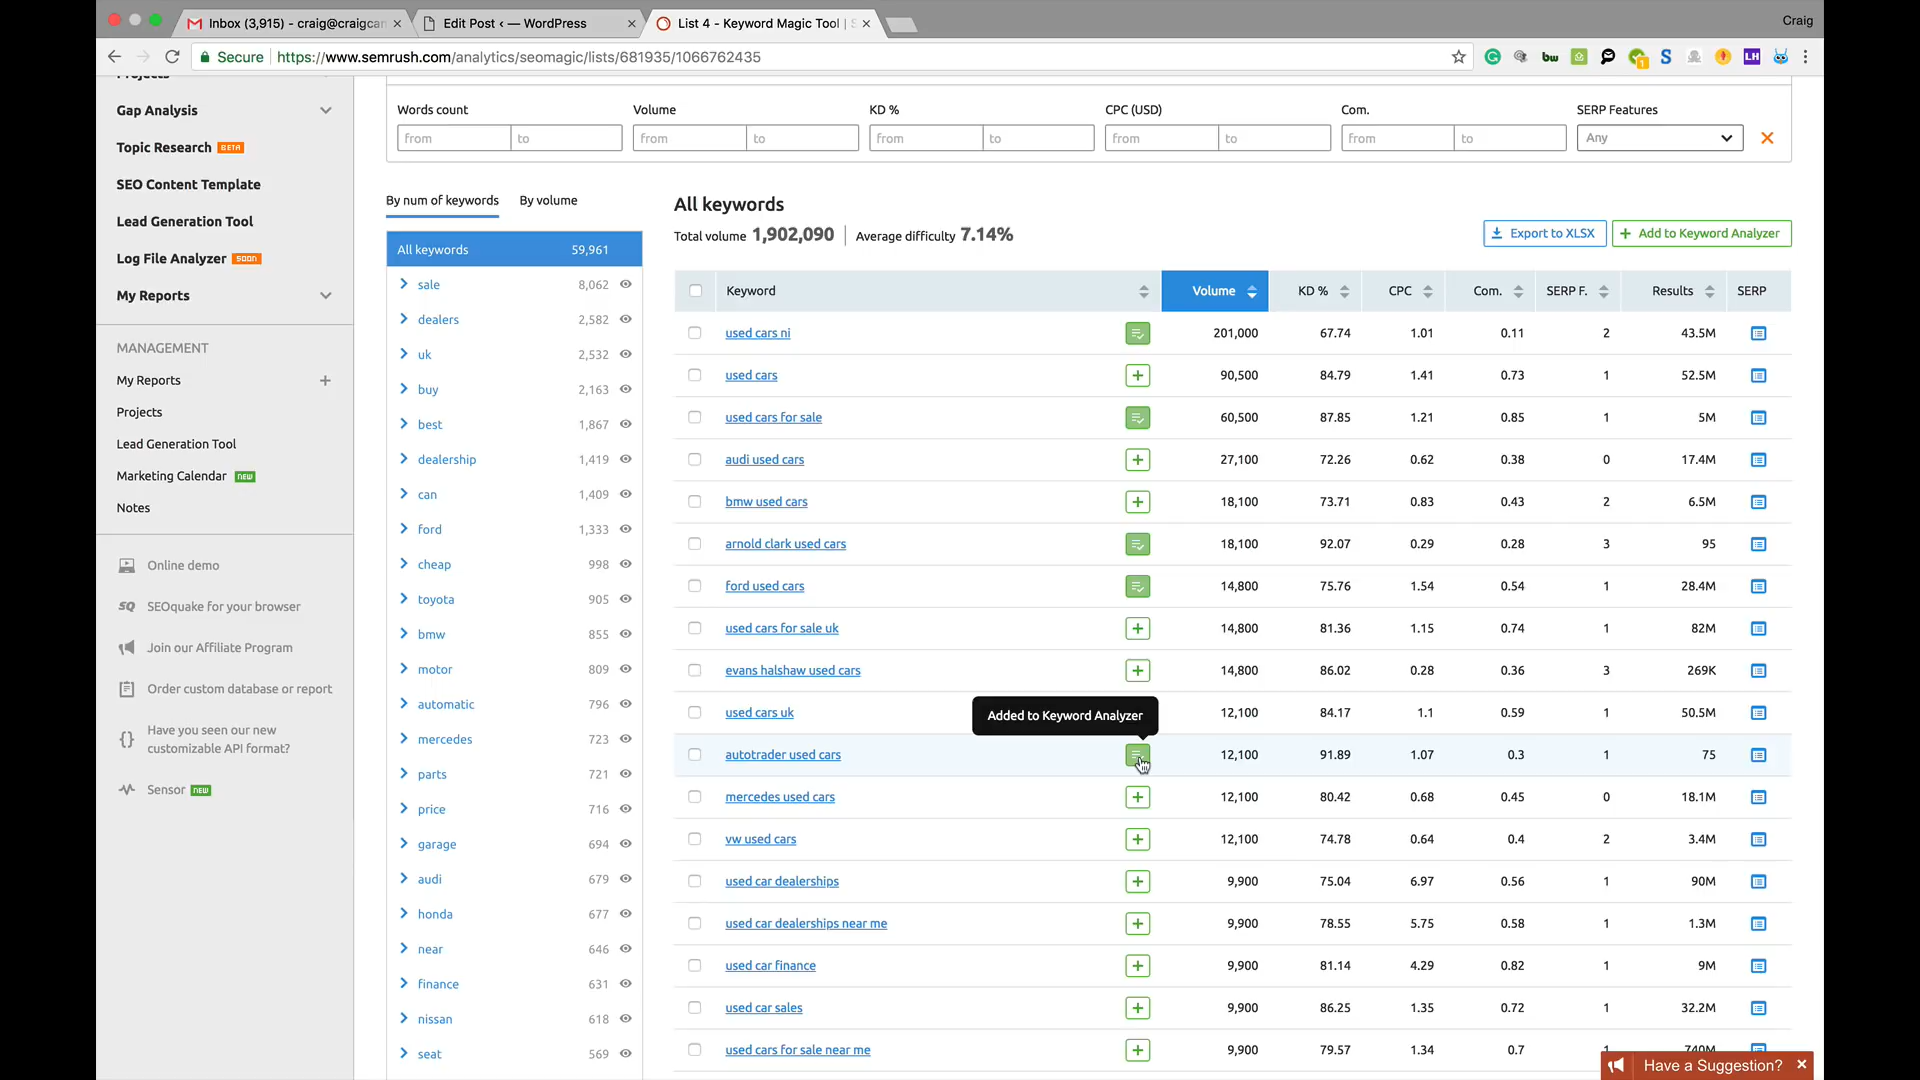 Inbox (3,915) - craig@craigcan
Edit Post ‹ — WordPress
List 4 - Keyword Magic Tool | S
Craig
Secure
https://www.semrush.com/analytics/seomagic/lists/681935/1066762435
Projects
Gap Analysis
Topic Research BETA
SEO Content Template
Lead Generation Tool
Log File Analyzer SOON
My Reports
MANAGEMENT
My Reports
Projects
Lead Generation Tool
Marketing Calendar NEW
Notes
Online demo
SEOquake for your browser
Join our Affiliate Program
Order custom database or report
Have you seen our new
customizable API format?
Sensor NEW
Words count Volume KD % CPC (USD) Com. SERP Features
from to from to from to from to from to Any
By num of keywords By volume
All keywords 59,961
sale 8,062
dealers 2,582
uk 2,532
buy 2,163
best 1,867
dealership 1,419
can 1,409
ford 1,333
cheap 998
toyota 905
bmw 855
motor 809
automatic 796
mercedes 723
parts 721
price 716
garage 694
audi 679
honda 677
near 646
finance 631
nissan 618
seat 569
All keywords
Total volume 1,902,090 Average difficulty 7.14%
Export to XLSX
+ Add to Keyword Analyzer
Keyword Volume KD % CPC Com. SERP F. Results SERP
used cars ni 201,000 67.74 1.01 0.11 2 43.5M
used cars 90,500 84.79 1.41 0.73 1 52.5M
used cars for sale 60,500 87.85 1.21 0.85 1 5M
audi used cars 27,100 72.26 0.62 0.38 0 17.4M
bmw used cars 18,100 73.71 0.83 0.43 2 6.5M
arnold clark used cars 18,100 92.07 0.29 0.28 3 95
ford used cars 14,800 75.76 1.54 0.54 1 28.4M
used cars for sale uk 14,800 81.36 1.15 0.74 1 82M
evans halshaw used cars 14,800 86.02 0.28 0.36 3 269K
used cars uk 12,100 84.17 1.1 0.59 1 50.5M
Added to Keyword Analyzer
autotrader used cars 12,100 91.89 1.07 0.3 1 75
mercedes used cars 12,100 80.42 0.68 0.45 0 18.1M
vw used cars 12,100 74.78 0.64 0.4 2 3.4M
used car dealerships 9,900 75.04 6.97 0.56 1 90M
used car dealerships near me 9,900 78.55 5.75 0.58 1 1.3M
used car finance 9,900 81.14 4.29 0.82 1 9M
used car sales 9,900 86.25 1.35 0.72 1 32.2M
used cars for sale near me 9,900 79.57 1.34 0.7 1 740M
Have a Suggestion?